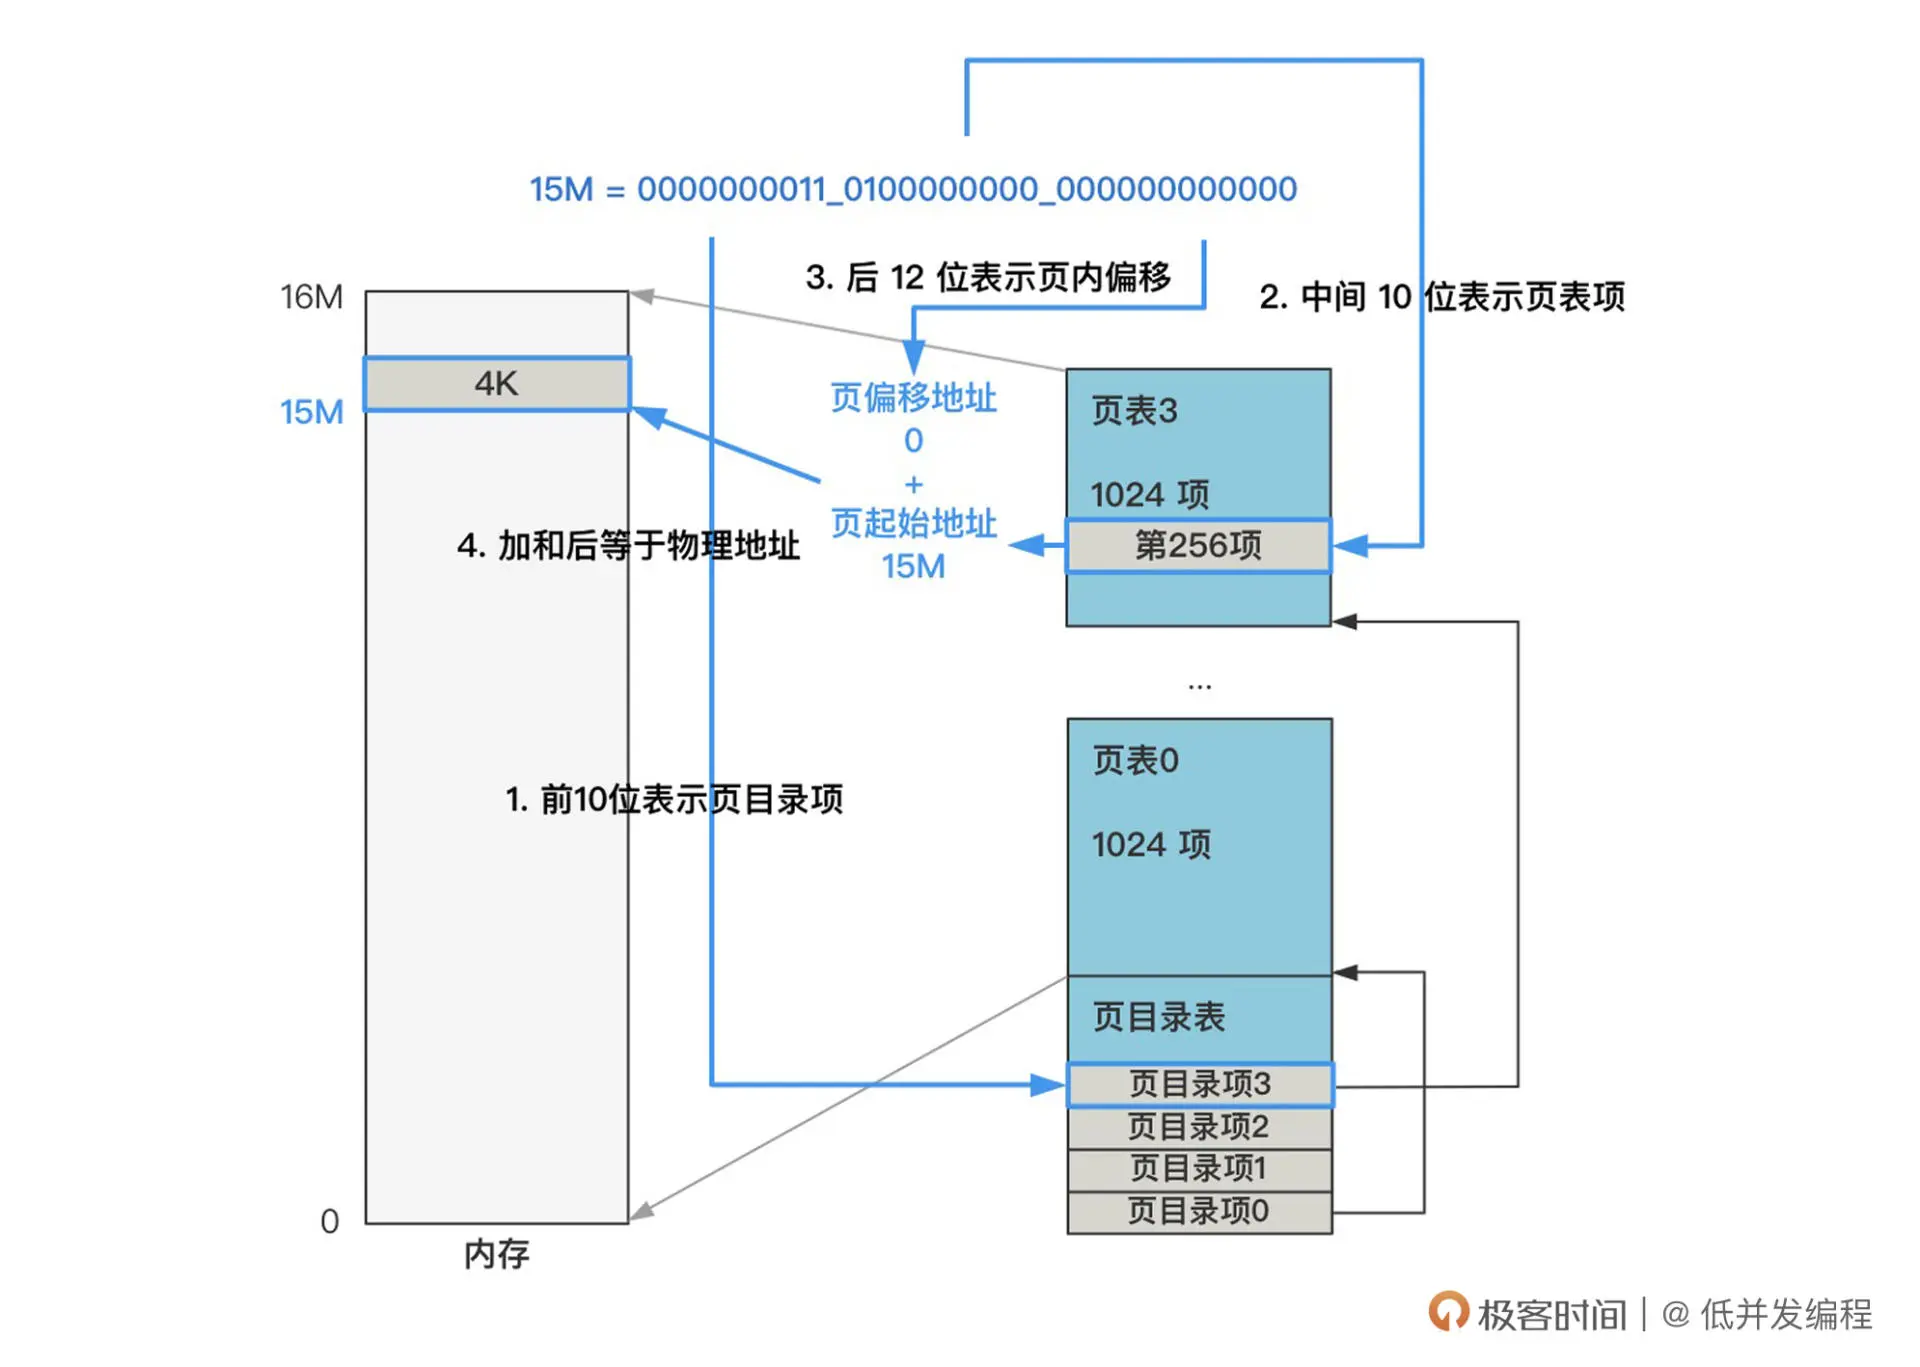 15M = 0000000011_0100000000_000000000000
3. 后 12 位表示页内偏移
2. 中间 10 位表示页表项
16M
4K
15M
页偏移地址
0
+
页起始地址
15M
4. 加和后等于物理地址
页表3
1024 项
第256项
...
页表0
1024 项
1. 前10位表示页目录项
页目录表
页目录项3
页目录项2
页目录项1
页目录项0
0
内存
极客时间 | @ 低并发编程